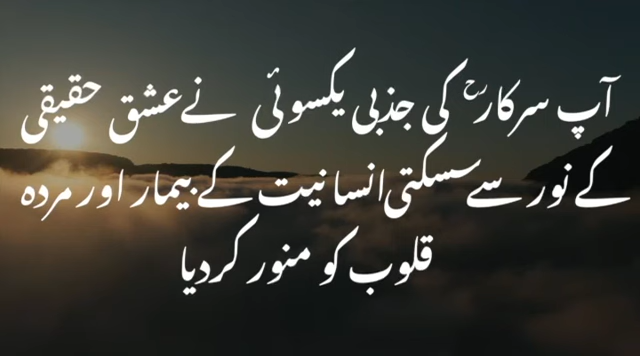 آپ سرکارؒ کی جذبی یکسوئی نے عشق حقیقی
کے نور سے سسکتی انسانیت کے بیمار اور مردہ
قلوب کو منور کردیا